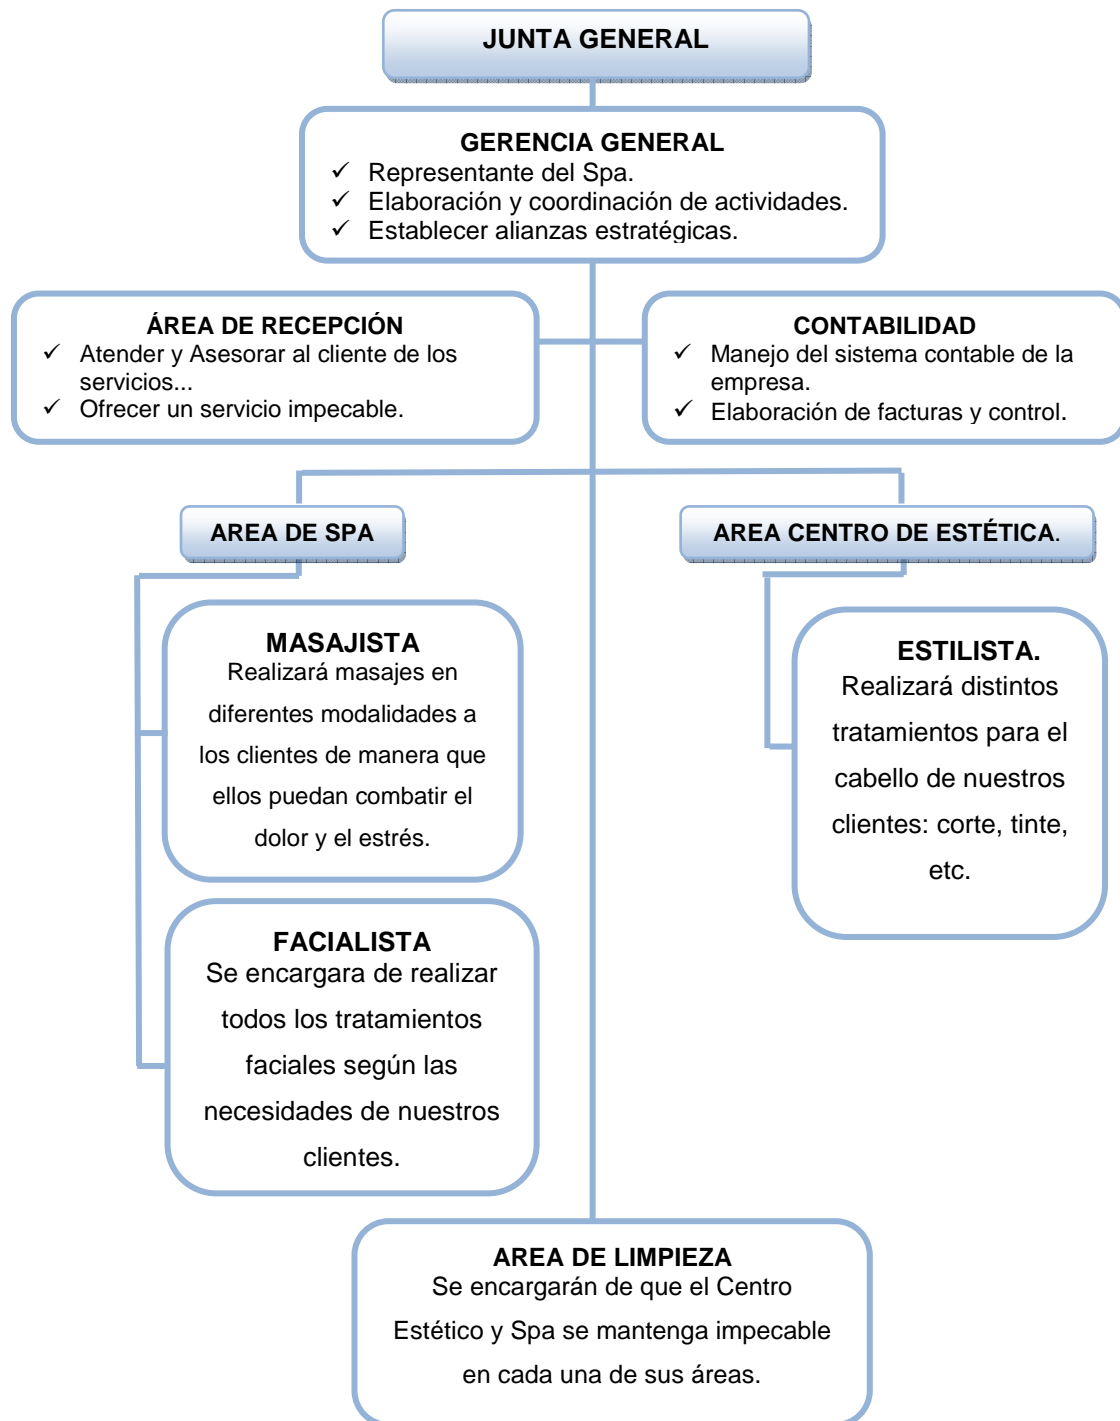 JUNTA GENERAL
GERENCIA GENERAL
✓ Representante del Spa.
✓ Elaboración y coordinación de actividades.
✓ Establecer alianzas estratégicas.
ÁREA DE RECEPCIÓN
✓ Atender y Asesorar al cliente de los
servicios...
✓ Ofrecer un servicio impecable.
CONTABILIDAD
✓ Manejo del sistema contable de la
empresa.
✓ Elaboración de facturas y control.
AREA DE SPA
AREA CENTRO DE ESTÉTICA.
MASAJISTA
Realizará masajes en
diferentes modalidades a
los clientes de manera que
ellos puedan combatir el
dolor y el estrés.
ESTILISTA.
Realizará distintos
tratamientos para el
cabello de nuestros
clientes: corte, tinte,
etc.
FACIALISTA
Se encargara de realizar
todos los tratamientos
faciales según las
necesidades de nuestros
clientes.
AREA DE LIMPIEZA
Se encargarán de que el Centro
Estético y Spa se mantenga impecable
en cada una de sus áreas.